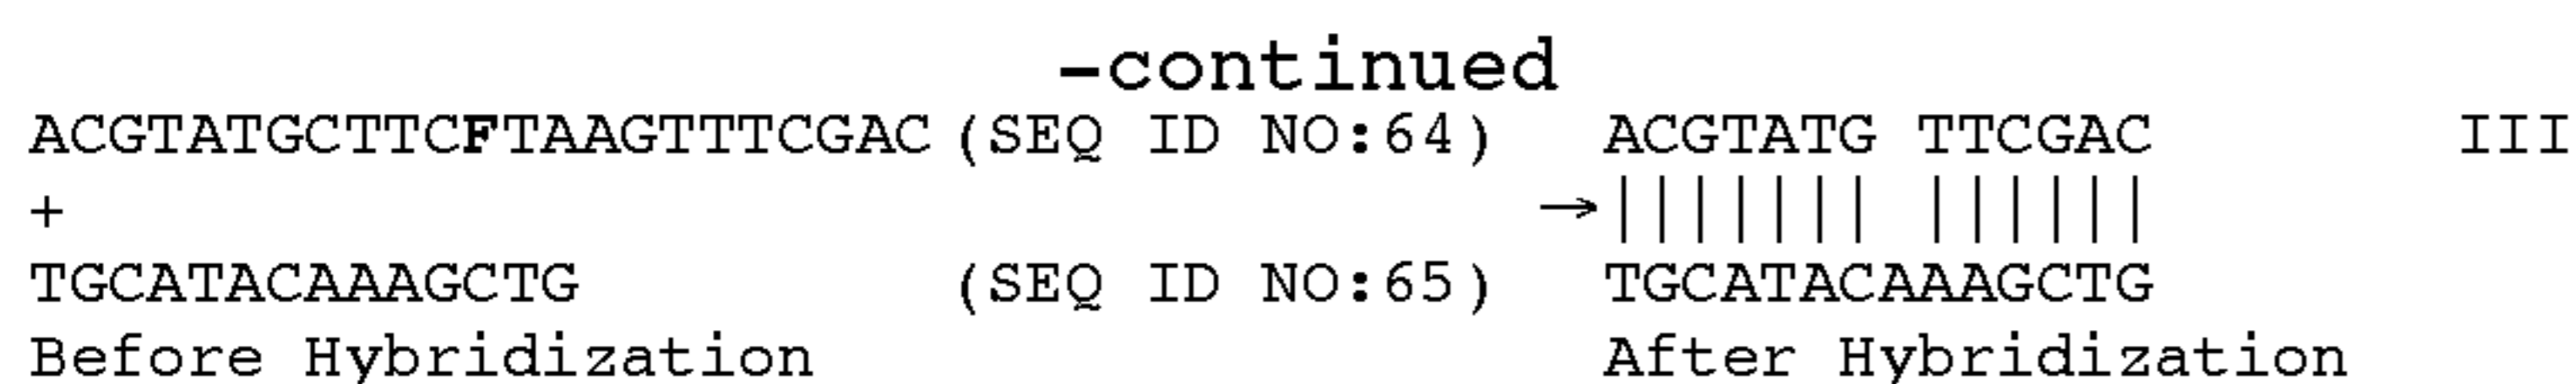 -continued
ACGTATGCTTCFTAAGTTTCGAC (SEQ ID NO:64) ACGTATG TTCGAC III
+ →||||||| ||||||
TGCATACAAAGCTG (SEQ ID NO:65) TGCATACAAAGCTG
Before Hybridization After Hybridization